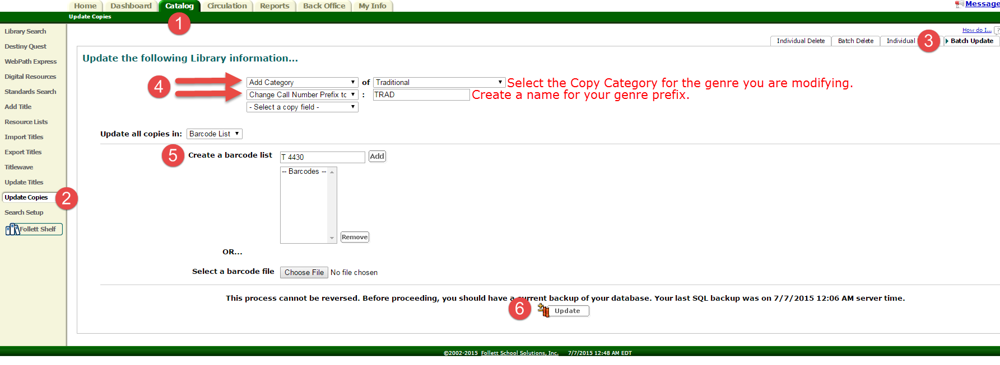 Home Dashboard Catalog Circulation Reports Back Office My Info Message
Update Copies
1
How do I... ?
Library Search
Destiny Quest
WebPath Express
Digital Resources
Standards Search
Add Title
Resource Lists
Import Titles
Export Titles
Titlewave
Update Titles
Update Copies 2
Search Setup
Follett Shelf
Individual Delete Batch Delete Individual 3 Batch Update
Update the following Library information...
4 Add Category of Traditional Select the Copy Category for the genre you are modifying.
Change Call Number Prefix to : TRAD Create a name for your genre prefix.
- Select a copy field -
Update all copies in: Barcode List
5 Create a barcode list T 4430 Add
-- Barcodes --
Remove
OR...
Select a barcode file Choose File No file chosen
This process cannot be reversed. Before proceeding, you should have a current backup of your database. Your last SQL backup was on 7/7/2015 12:06 AM server time.
6 Update
©2002-2015 Follett School Solutions, Inc. 7/7/2015 12:48 AM EDT